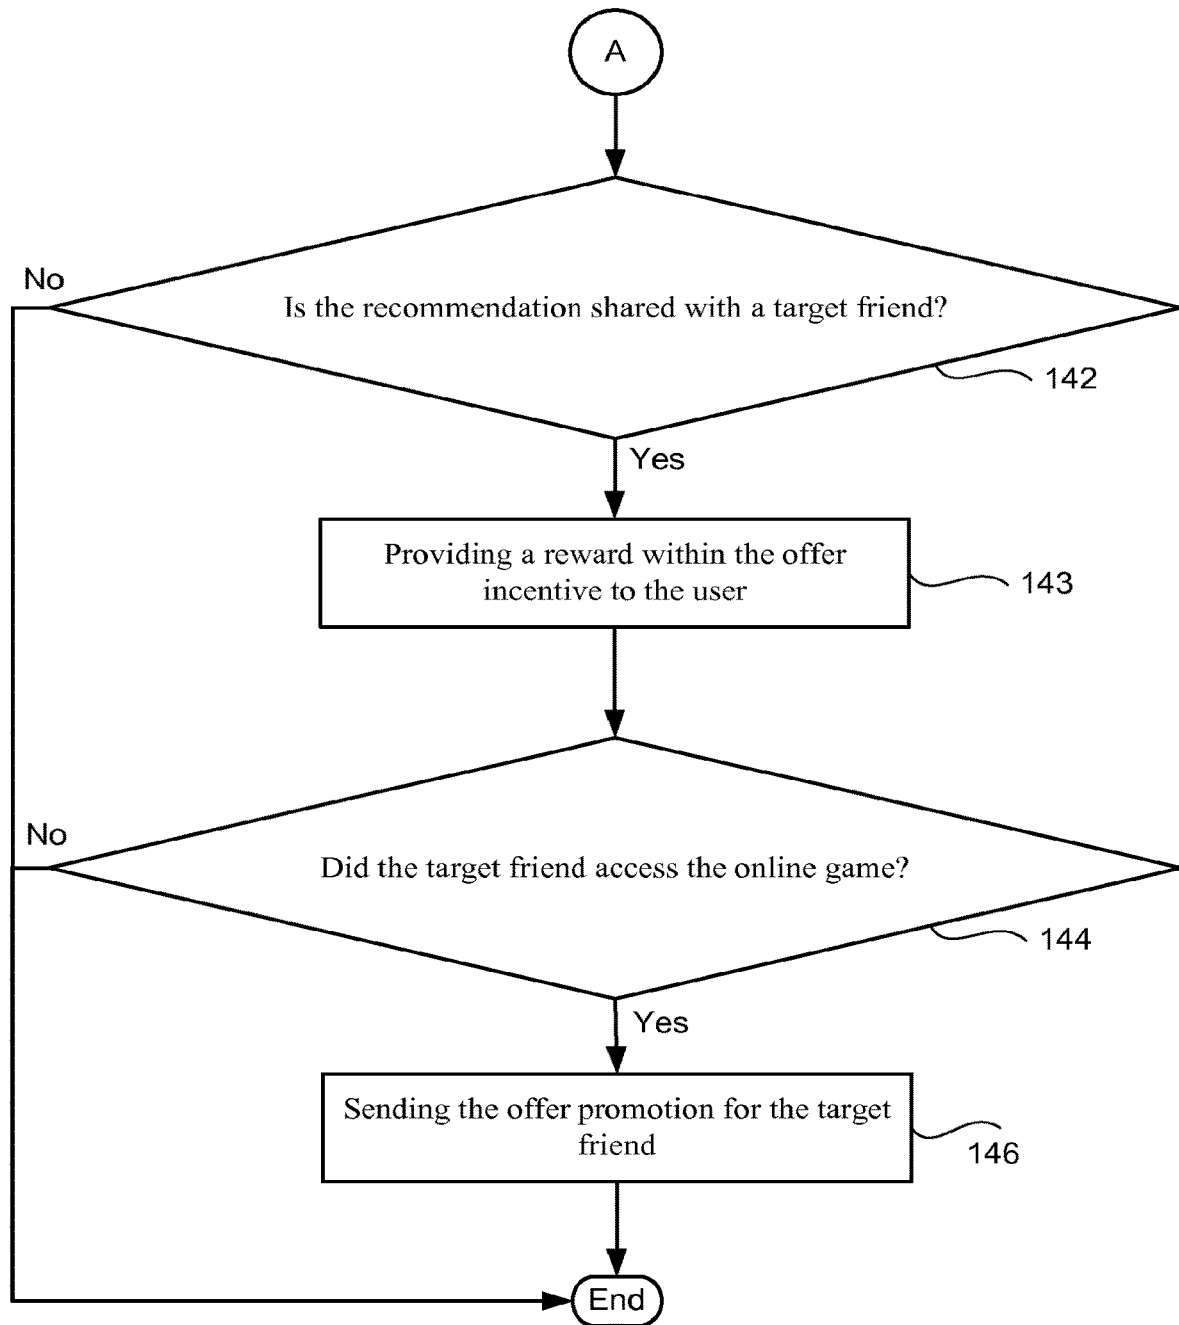 A
No
Is the recommendation shared with a target friend?
142
Yes
Providing a reward within the offer
incentive to the user
143
No
Did the target friend access the online game?
144
Yes
Sending the offer promotion for the target
friend
146
End